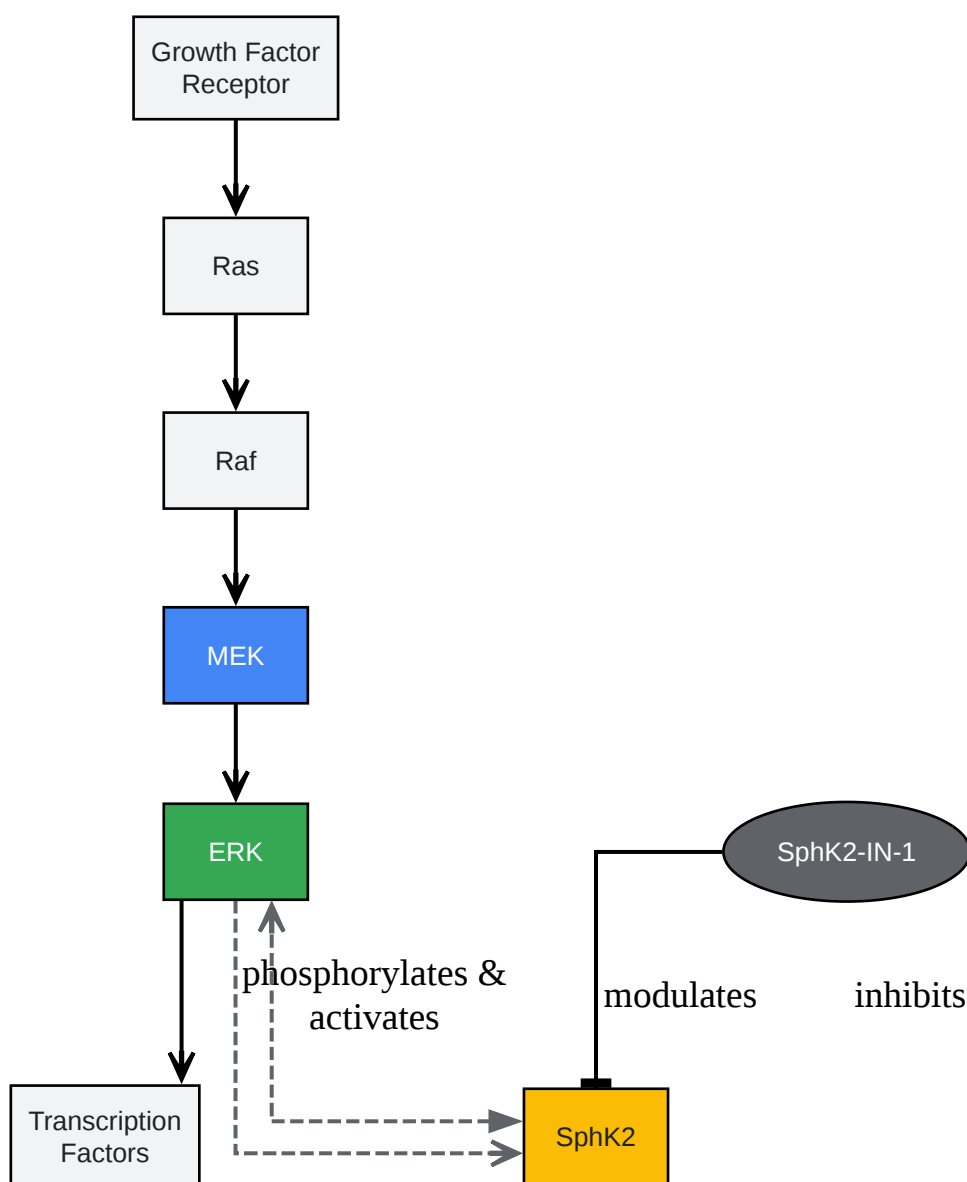 Growth Factor
Receptor
Ras
Raf
MEK
ERK
SphK2-IN-1
phosphorylates &
activates
modulates
inhibits
Transcription
Factors
SphK2